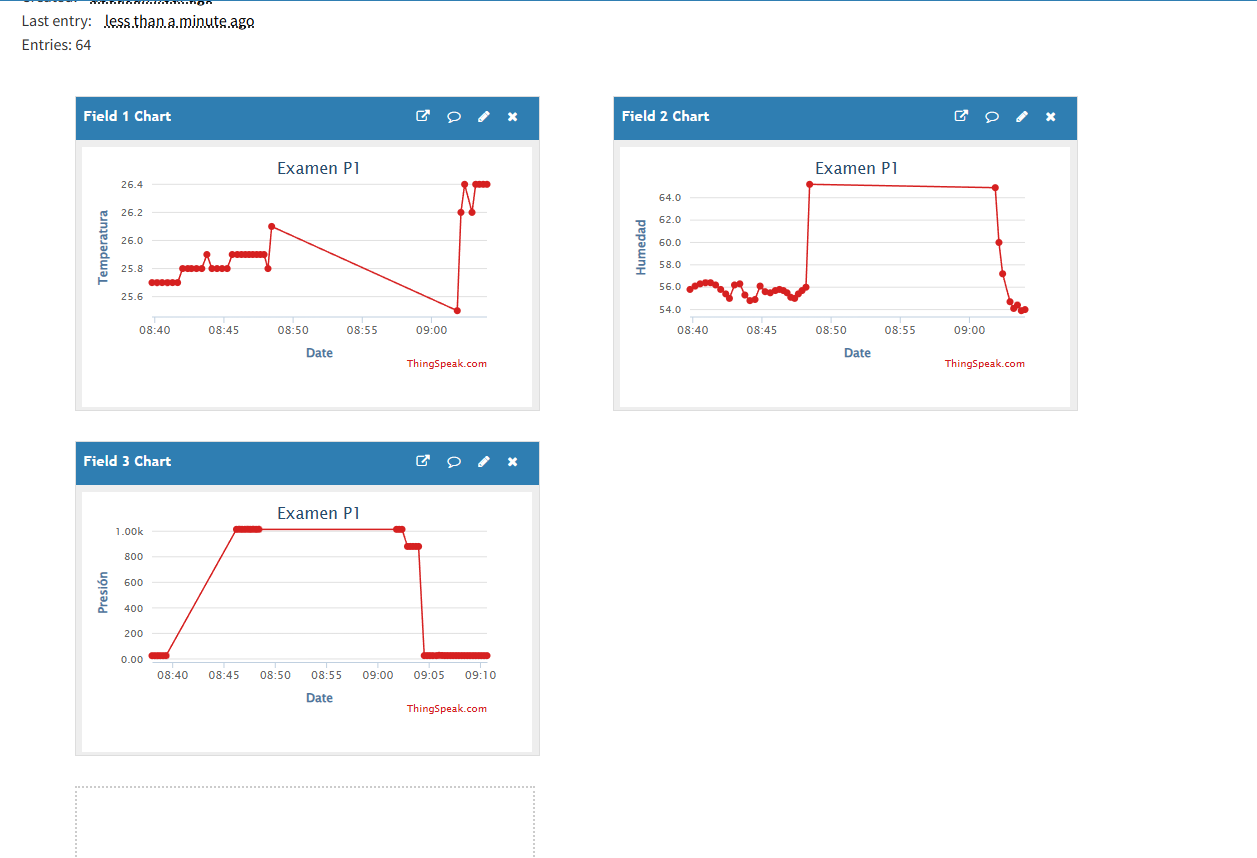 Last entry: less than a minute ago
Entries: 64
Field 1 Chart
Examen P1
Temperatura
26.4
26.2
26.0
25.8
25.6
08:40 08:45 08:50 08:55 09:00
Date
ThingSpeak.com
Field 2 Chart
Examen P1
Humedad
64.0
62.0
60.0
58.0
56.0
54.0
08:40 08:45 08:50 08:55 09:00
Date
ThingSpeak.com
Field 3 Chart
Examen P1
Presión
1.00k
800
600
400
200
0.00
08:40 08:45 08:50 08:55 09:00 09:05 09:10
Date
ThingSpeak.com